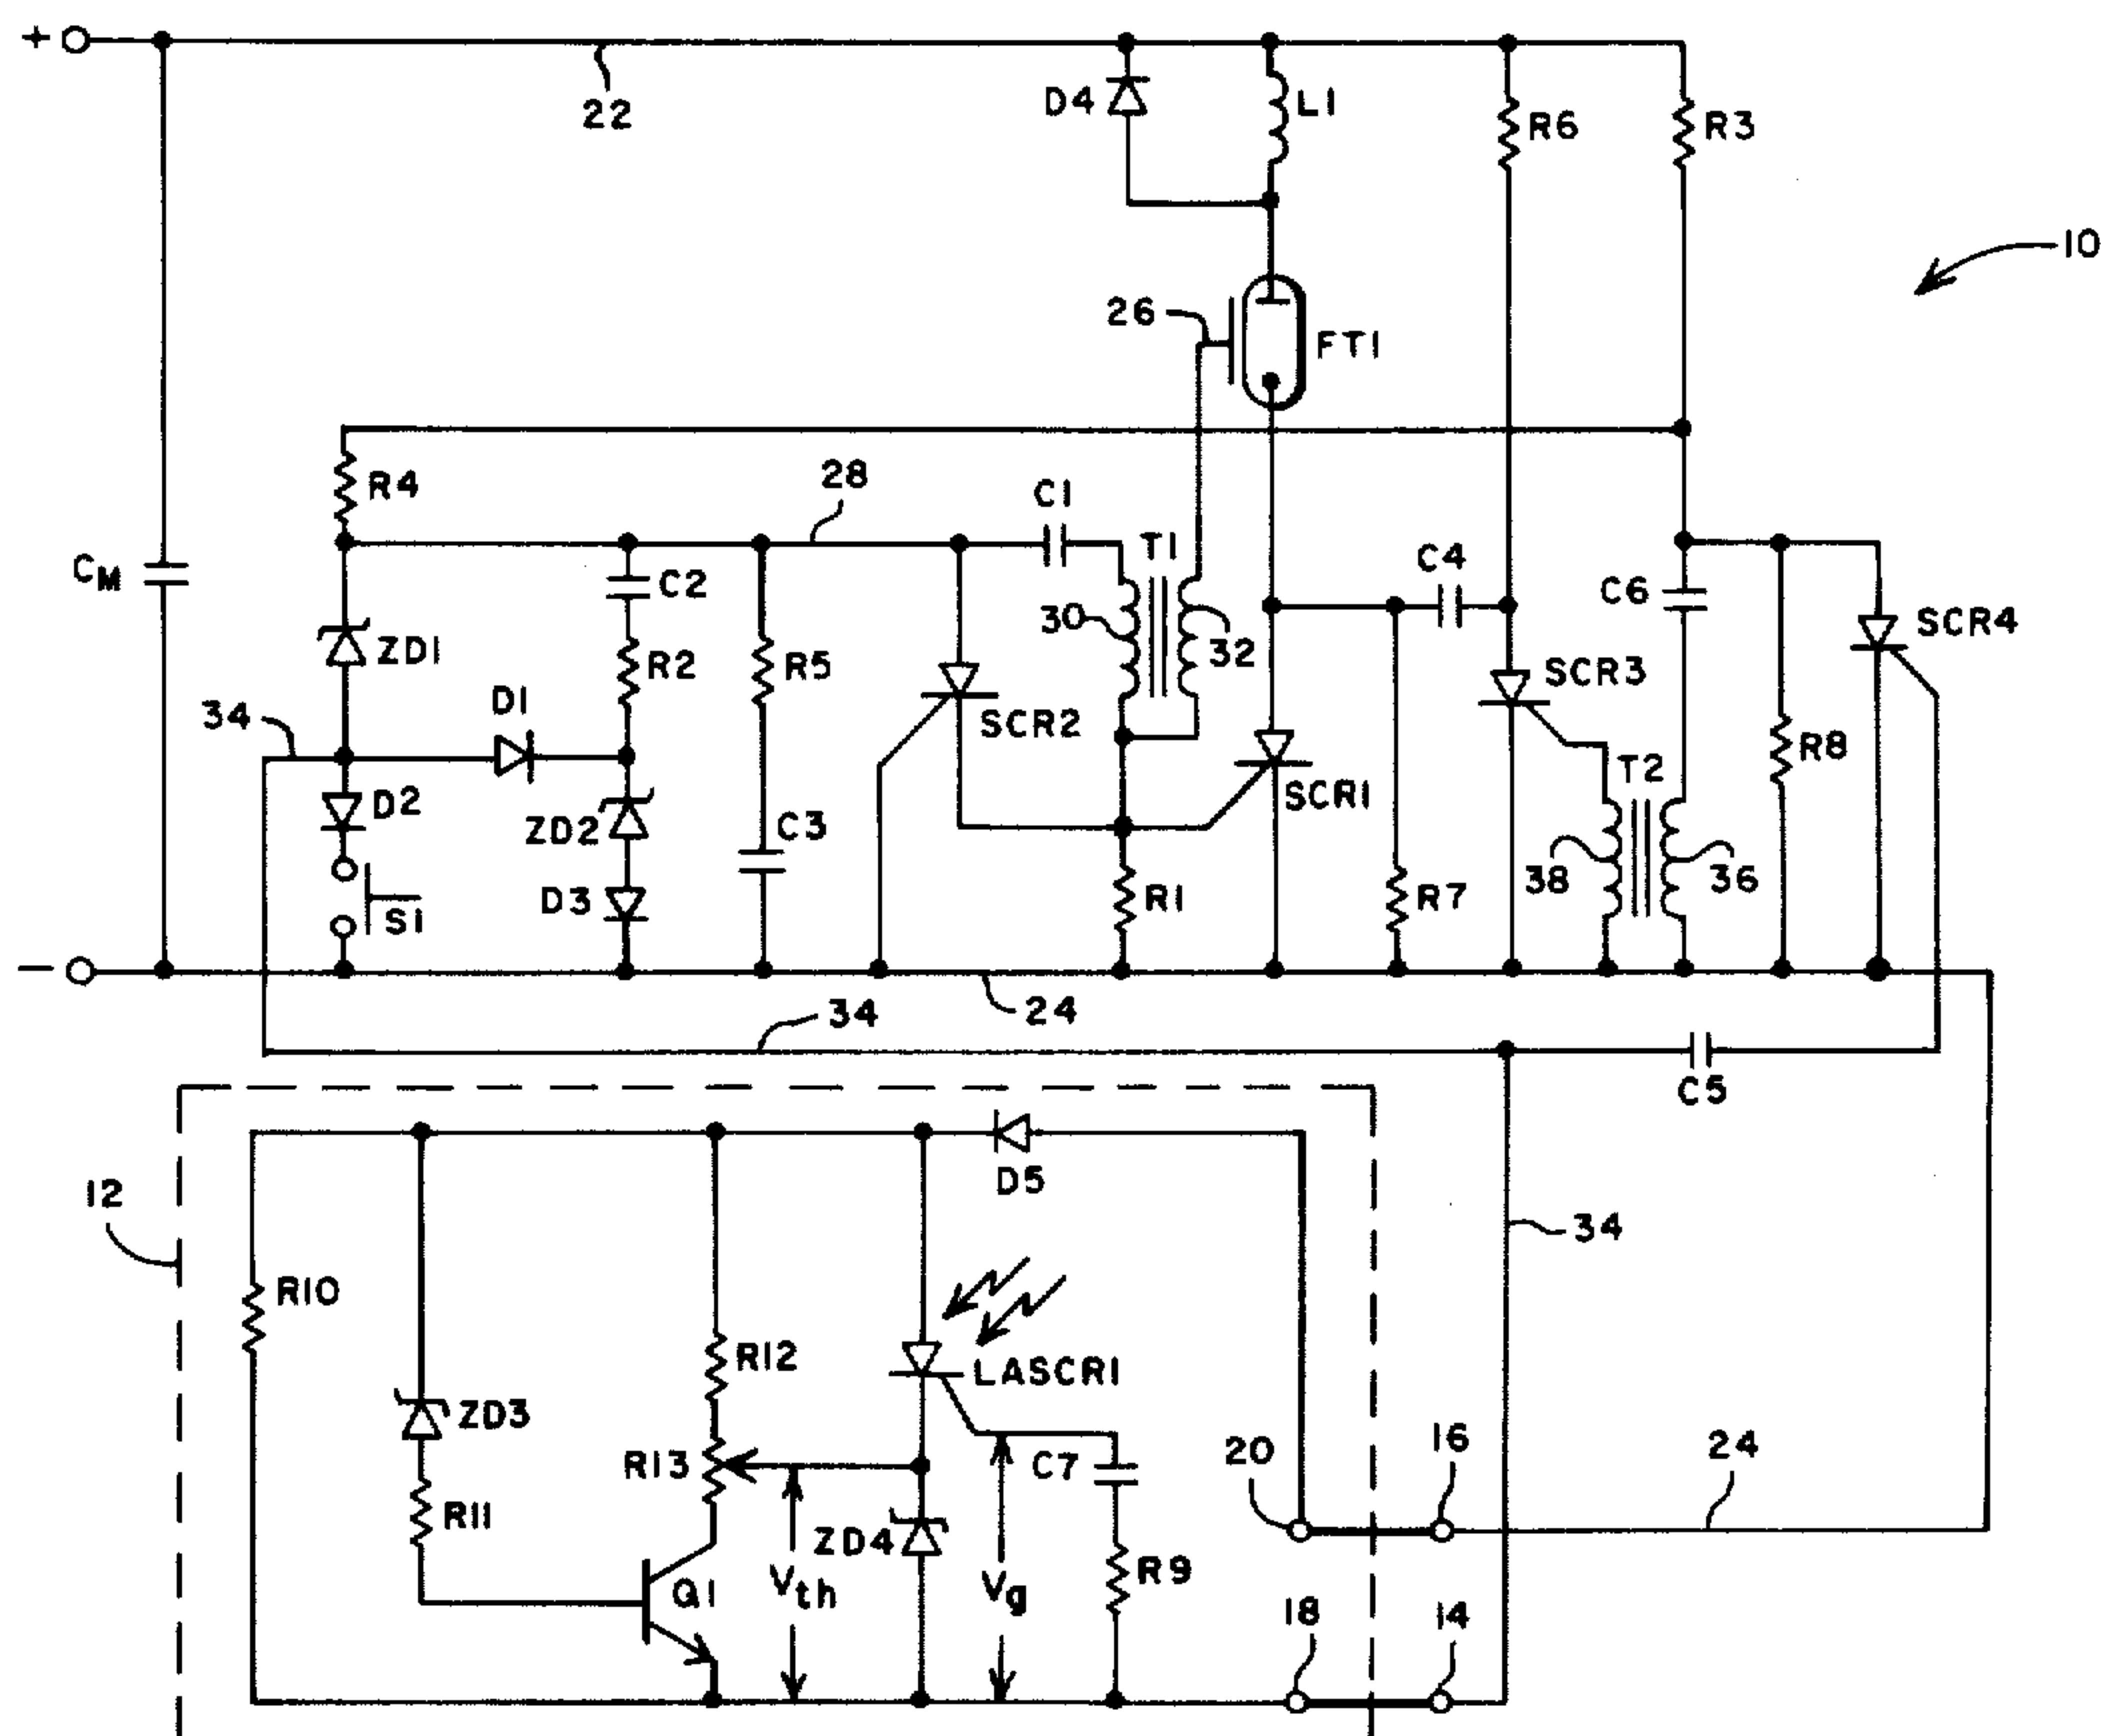 +
22
D4
L1
R6
R3
10
26
FT1
R4
28
C1
T1
C4
CM
C2
30
32
C6
SCR4
ZD1
R2
R5
SCR3
34
D1
SCR2
R8
D2
ZD2
C3
SCR1
T2
38
36
D3
R1
R7
S1
−
24
34
C5
12
D5
34
R10
R12
LASCR1
ZD3
R13
C7
20
16
24
R11
ZD4
Vth
Vg
R9
Q1
18
14